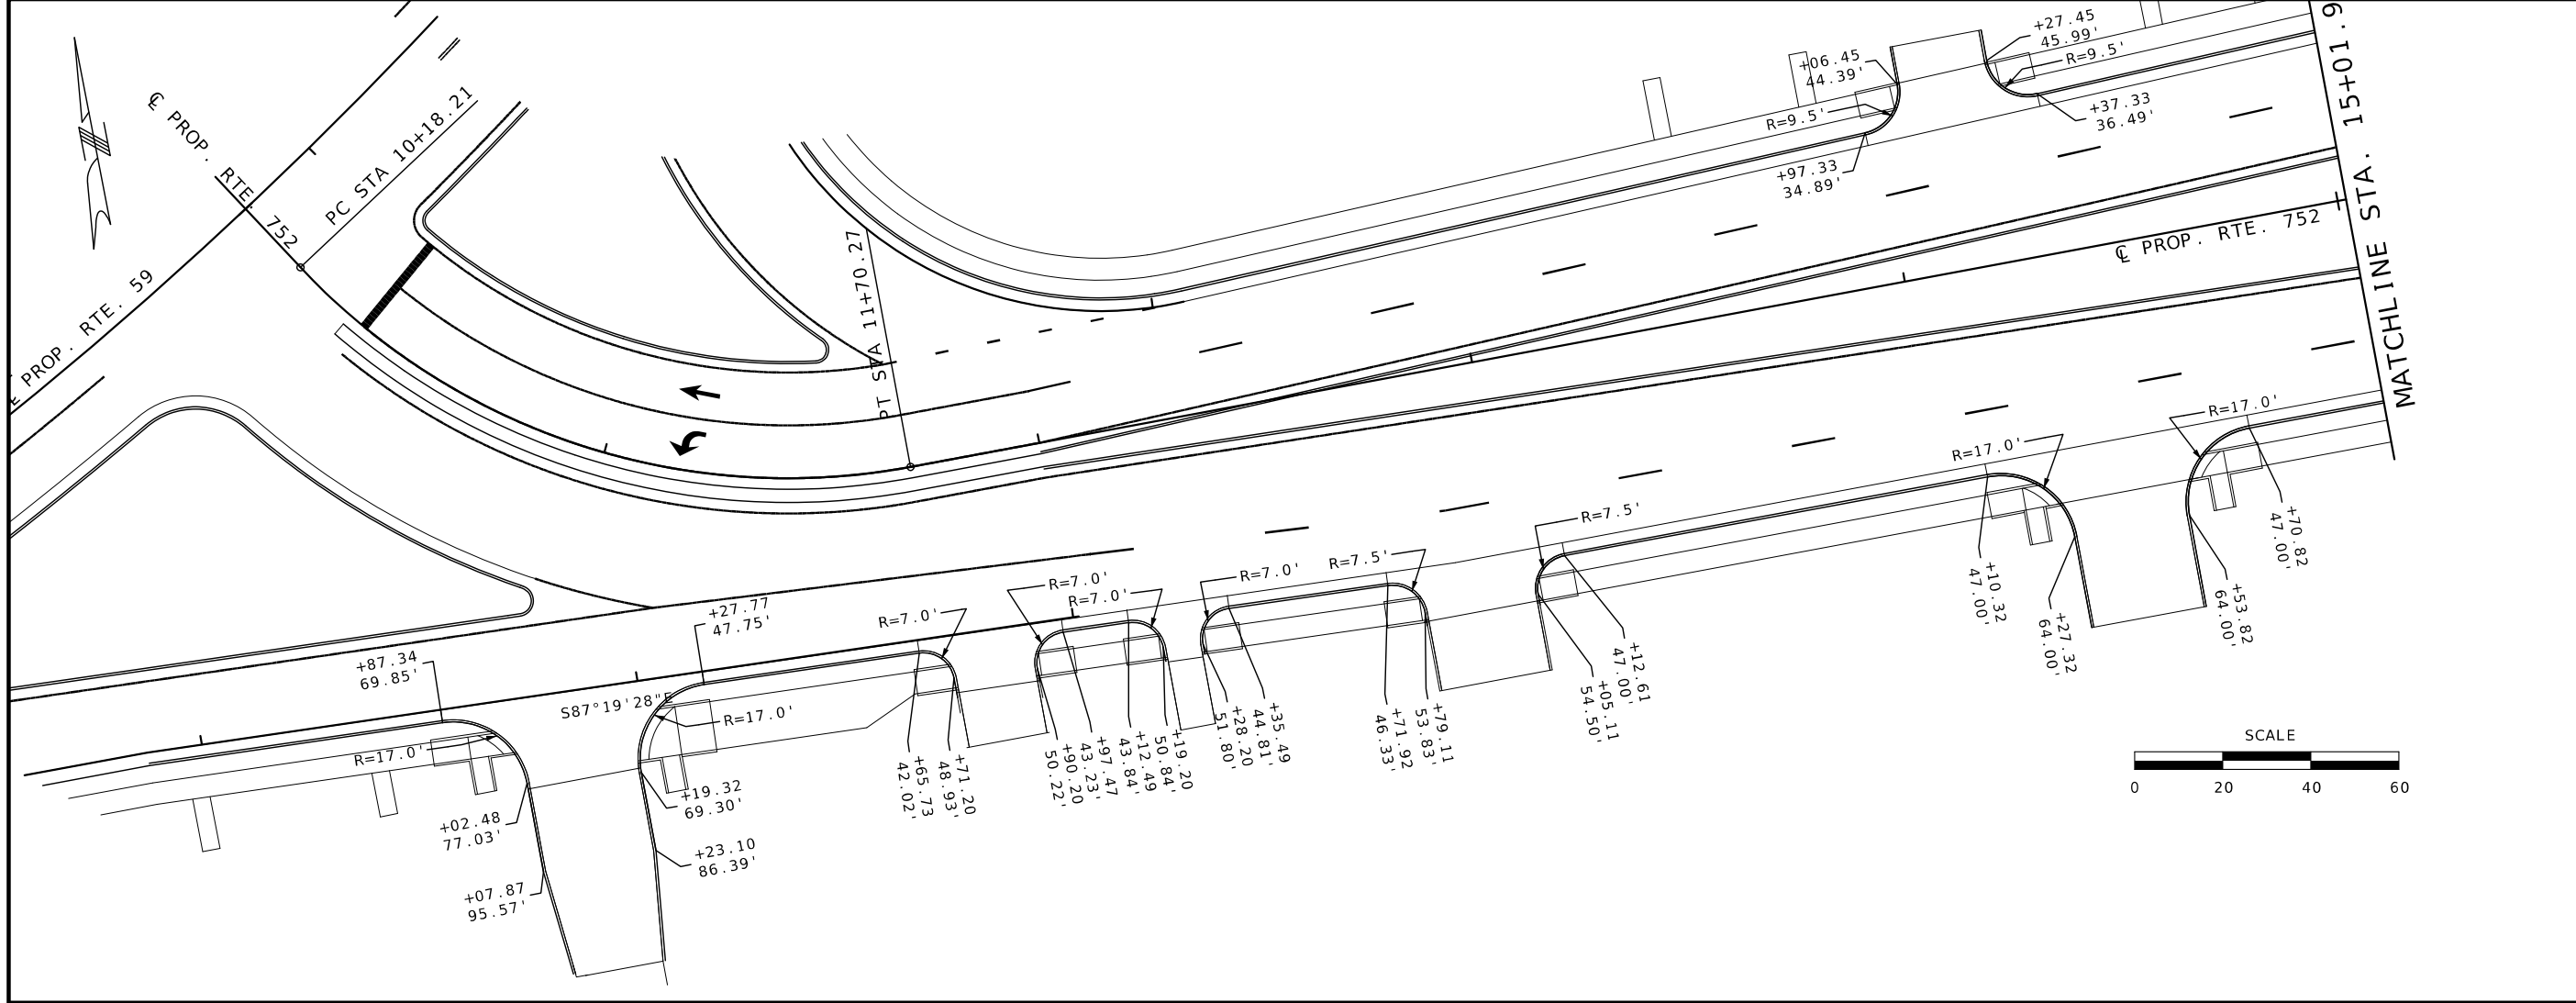 ℄ PROP. RTE. 752
PC STA 10+18.21
PROP. RTE. 59
PT STA 11+70.27
+06.45
44.39'
R=9.5'
+97.33
34.89'
+27.45
45.99'
R=9.5'
+37.33
36.49'
MATCHLINE STA. 15+01.9
℄ PROP. RTE. 752
+87.34
69.85'
R=17.0'
+02.48
77.03'
+07.87
95.57'
S87°19'28"E
+27.77
47.75'
R=17.0'
+19.32
69.30'
+23.10
86.39'
R=7.0'
+65.73
42.02'
+71.20
48.93'
R=7.0'
R=7.0'
+90.20
50.22'
+97.47
43.23'
+12.49
43.84'
+19.20
50.84'
R=7.0'
+28.20
51.80'
+35.49
44.81'
R=7.5'
+71.92
46.33'
+79.11
53.83'
R=7.5'
+12.61
47.00'
+05.11
54.50'
R=17.0'
+10.32
47.00'
+27.32
64.00'
R=17.0'
+53.82
64.00'
+70.82
47.00'
SCALE
0 20 40 60